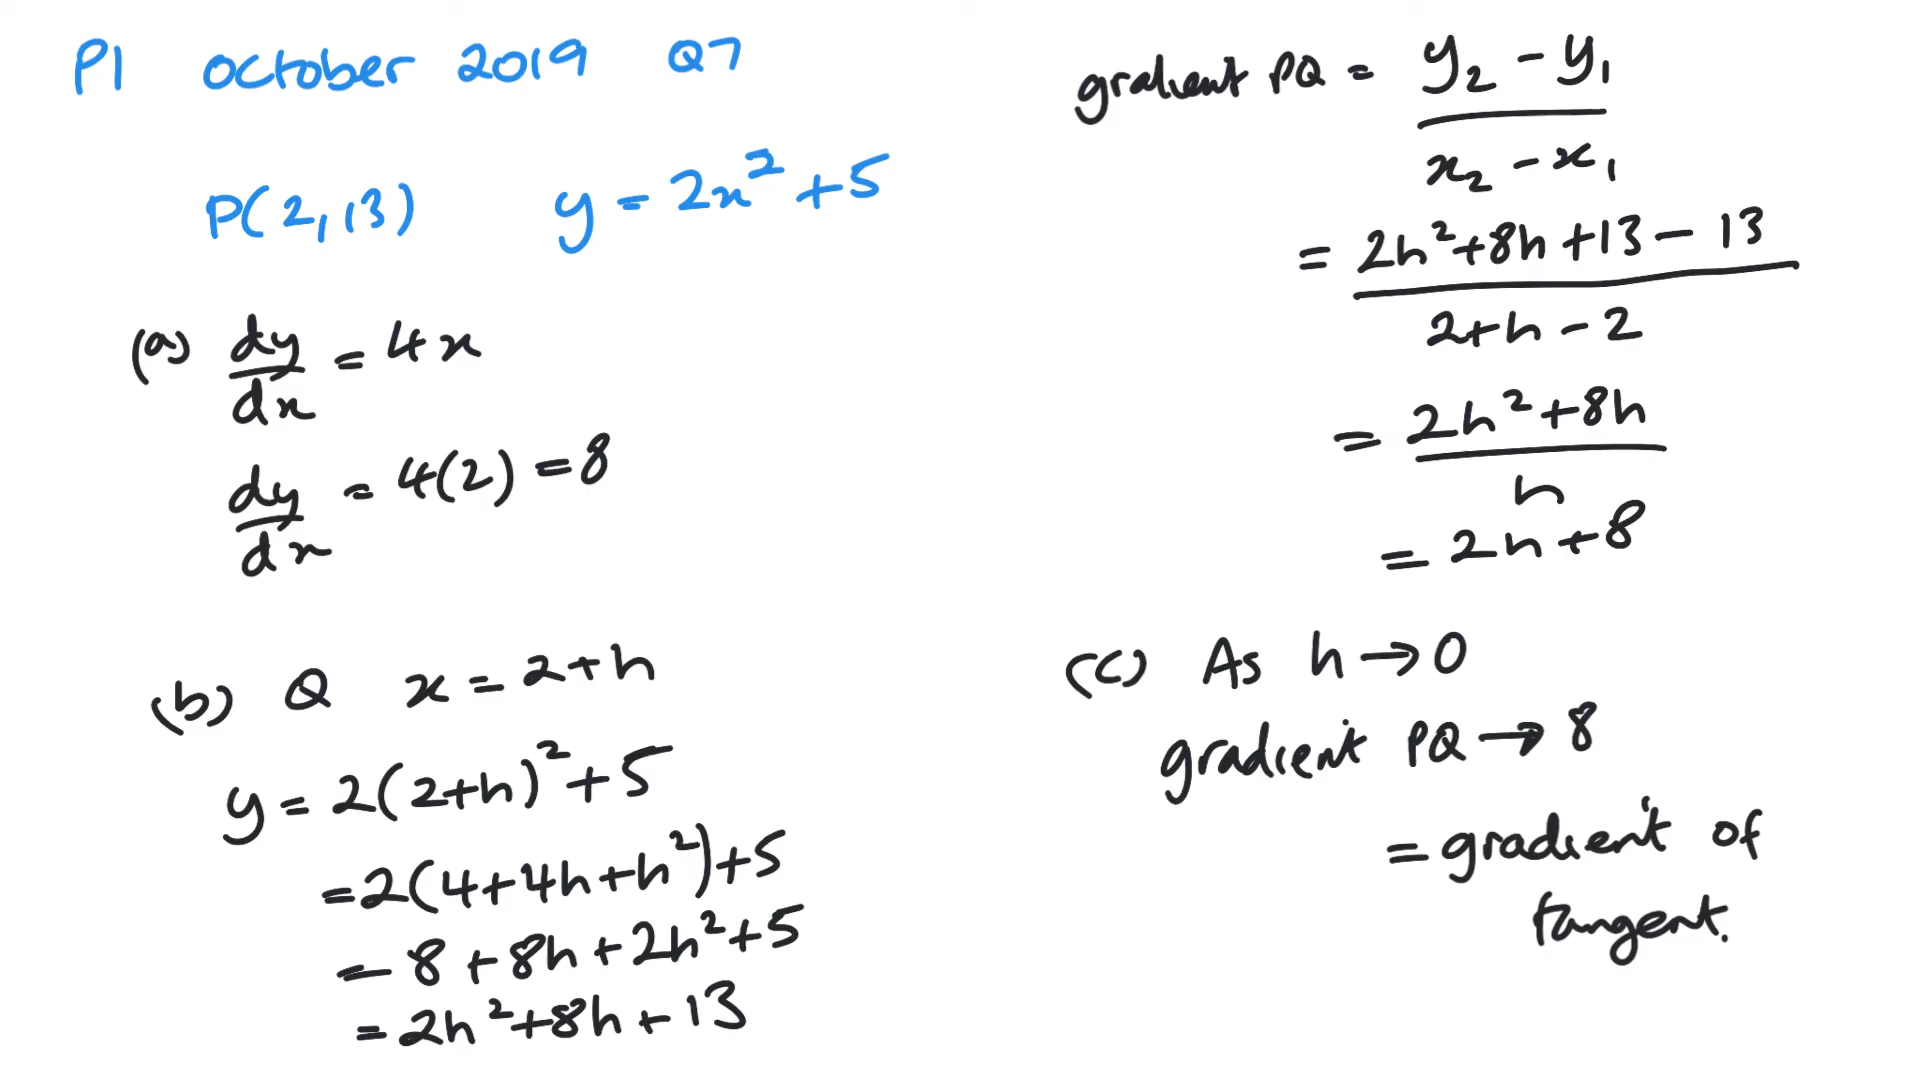 P1 October 2019 Q7
P(2,13) y = 2x² + 5
(a) dy/dx = 4x
dy/dx = 4(2) = 8
(b) Q x = 2+h
y = 2(2+h)² + 5
= 2(4+4h+h²)+5
= 8 + 8h + 2h² + 5
= 2h² + 8h + 13
gradient PQ = y₂ - y₁ / x₂ - x₁
= 2h² + 8h + 13 - 13 / 2+h - 2
= 2h² + 8h / h
= 2h + 8
(c) As h → 0
gradient PQ → 8
= gradient of
tangent.